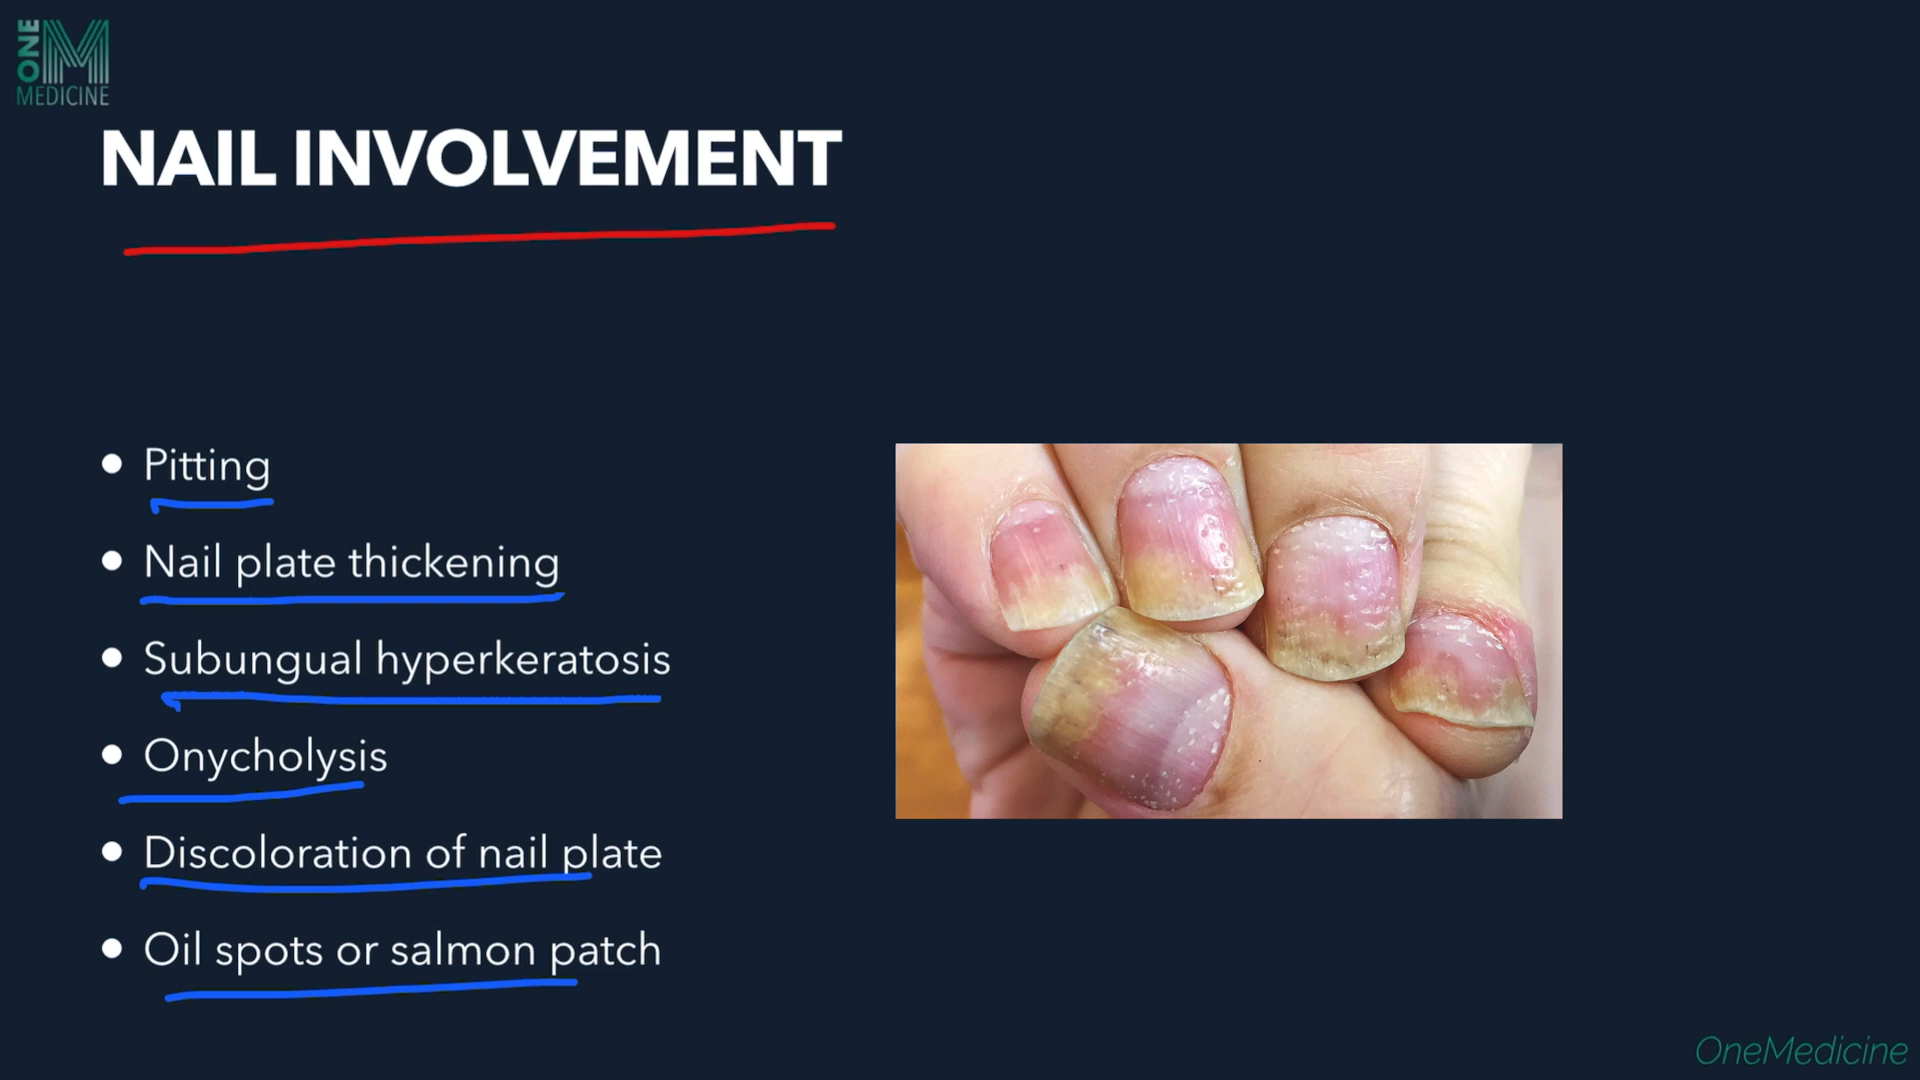 ONE
MEDICINE
NAIL INVOLVEMENT
• Pitting
• Nail plate thickening
• Subungual hyperkeratosis
• Onycholysis
• Discoloration of nail plate
• Oil spots or salmon patch
OneMedicine